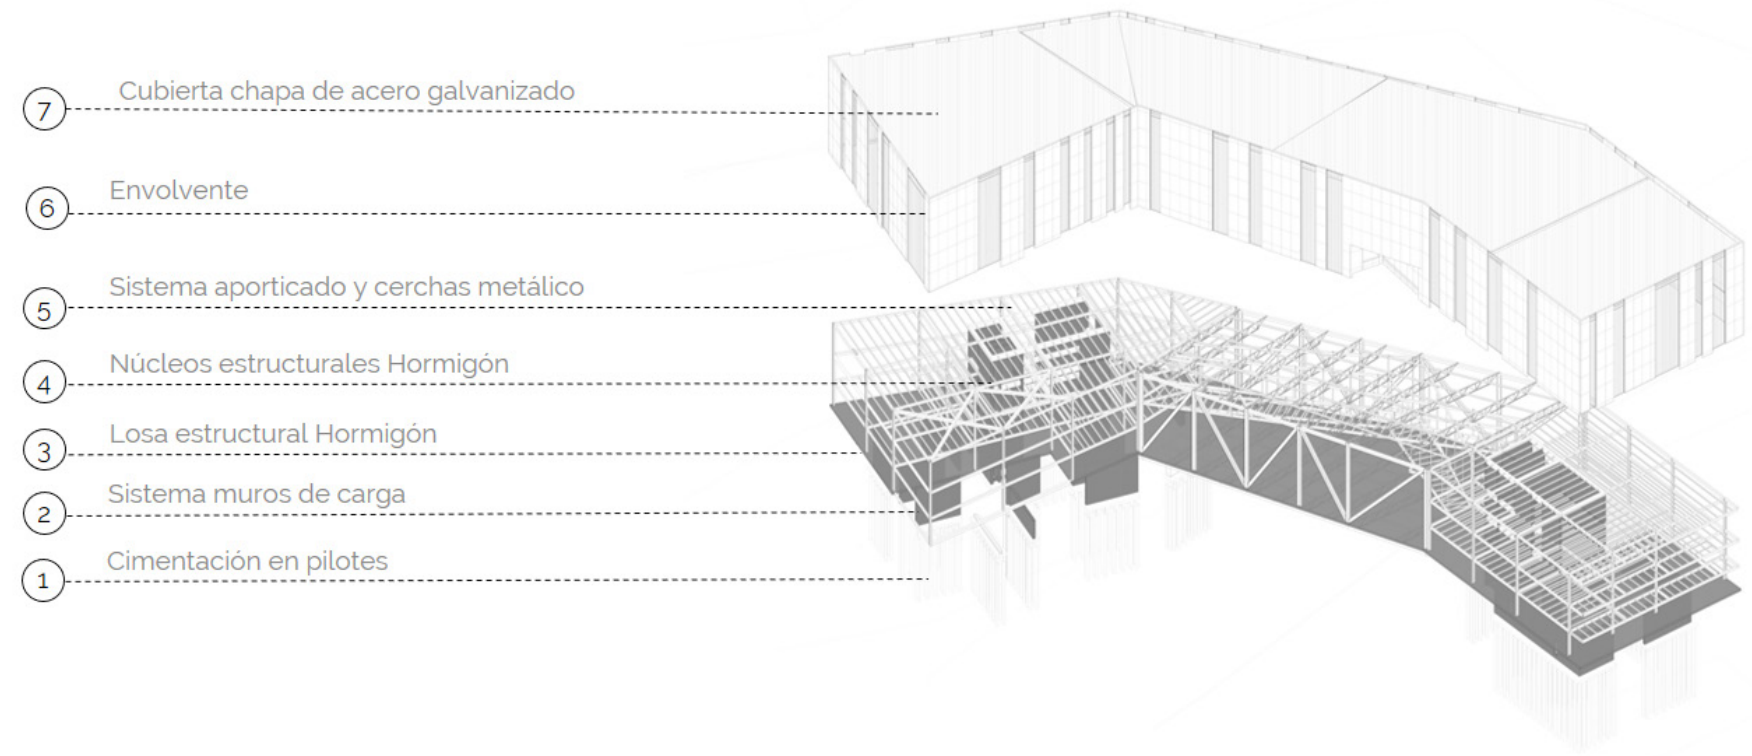 7 Cubierta chapa de acero galvanizado
6 Envolvente
5 Sistema aporticado y cerchas metálico
4 Núcleos estructurales Hormigón
3 Losa estructural Hormigón
2 Sistema muros de carga
1 Cimentación en pilotes